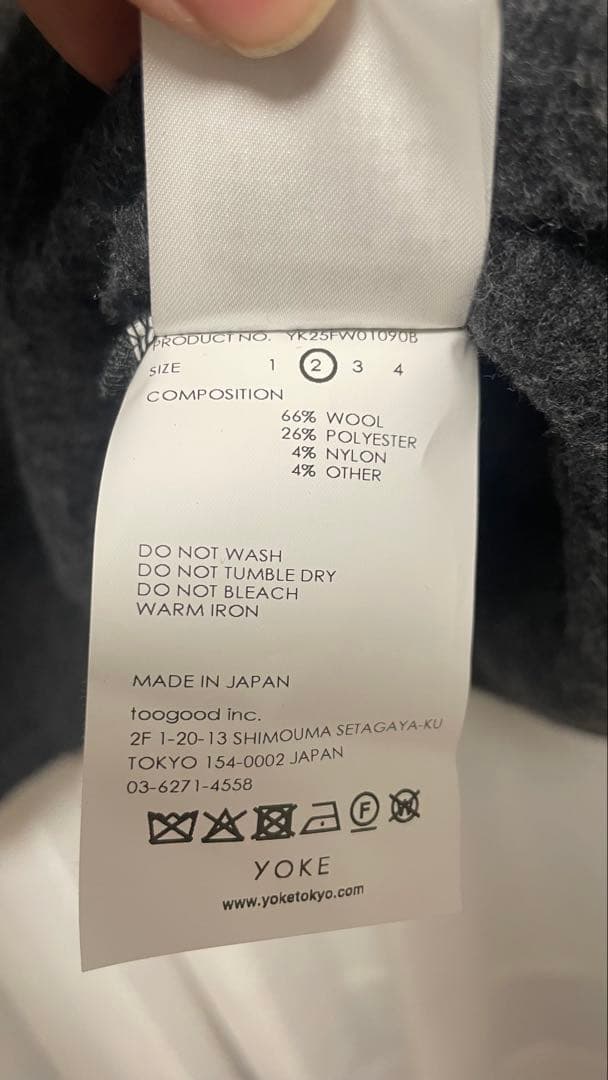 PRODUCT NO. YK25FW01090B
SIZE 1 2 3 4
COMPOSITION
66% WOOL
26% POLYESTER
4% NYLON
4% OTHER
DO NOT WASH
DO NOT TUMBLE DRY
DO NOT BLEACH
WARM IRON
MADE IN JAPAN
toogood inc.
2F 1-20-13 SHIMOUMA SETAGAYA-KU
TOKYO 154-0002 JAPAN
03-6271-4558
F W
YOKE
www.yoketokyo.com